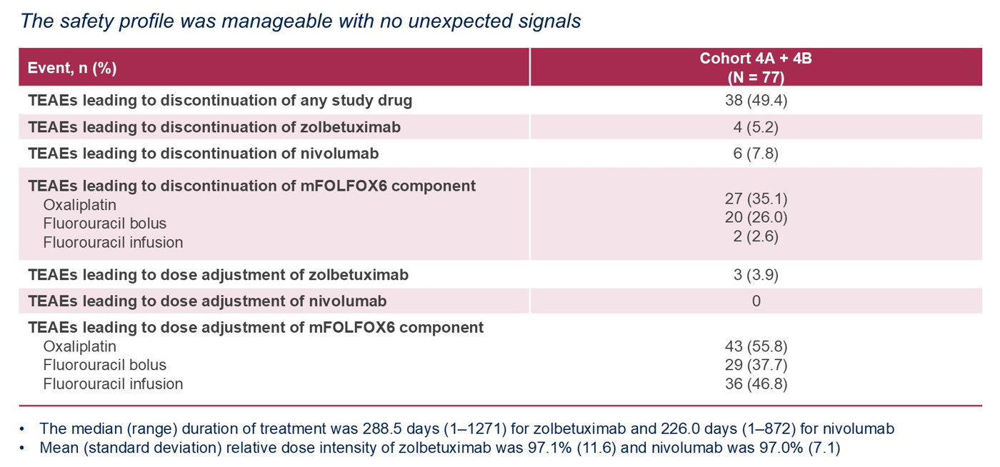 The safety profile was manageable with no unexpected signals
Event, n (%)
Cohort 4A + 4B
(N = 77)
TEAEs leading to discontinuation of any study drug 38 (49.4)
TEAEs leading to discontinuation of zolbetuximab 4 (5.2)
TEAEs leading to discontinuation of nivolumab 6 (7.8)
TEAEs leading to discontinuation of mFOLFOX6 component
Oxaliplatin 27 (35.1)
Fluorouracil bolus 20 (26.0)
Fluorouracil infusion 2 (2.6)
TEAEs leading to dose adjustment of zolbetuximab 3 (3.9)
TEAEs leading to dose adjustment of nivolumab 0
TEAEs leading to dose adjustment of mFOLFOX6 component
Oxaliplatin 43 (55.8)
Fluorouracil bolus 29 (37.7)
Fluorouracil infusion 36 (46.8)
• The median (range) duration of treatment was 288.5 days (1–1271) for zolbetuximab and 226.0 days (1–872) for nivolumab
• Mean (standard deviation) relative dose intensity of zolbetuximab was 97.1% (11.6) and nivolumab was 97.0% (7.1)